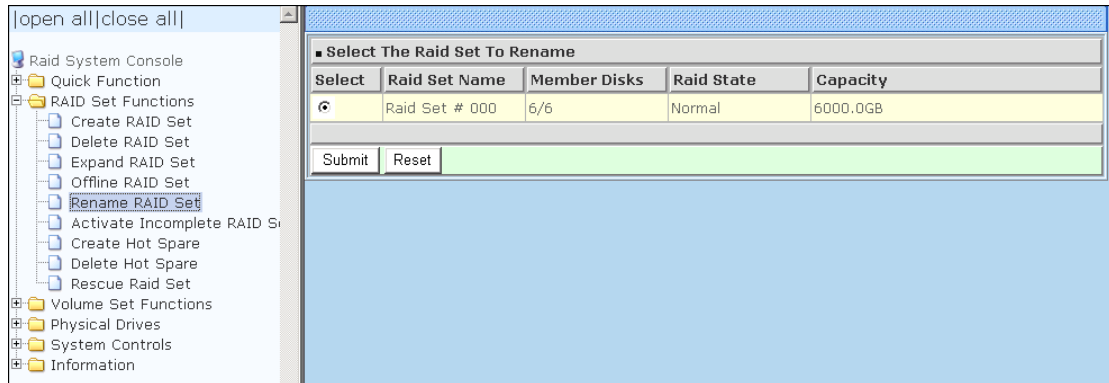 |open all|close all|
Raid System Console
Quick Function
RAID Set Functions
Create RAID Set
Delete RAID Set
Expand RAID Set
Offline RAID Set
Rename RAID Set
Activate Incomplete RAID S
Create Hot Spare
Delete Hot Spare
Rescue Raid Set
Volume Set Functions
Physical Drives
System Controls
Information
Select The Raid Set To Rename
Select Raid Set Name Member Disks Raid State Capacity
Raid Set # 000 6/6 Normal 6000.0GB
Submit Reset